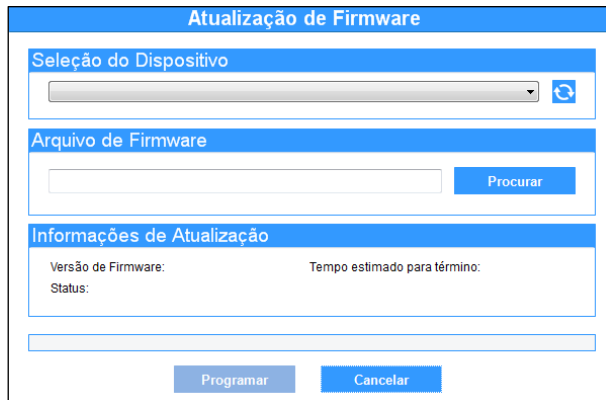 Atualização de Firmware
Seleção do Dispositivo
Arquivo de Firmware
Procurar
Informações de Atualização
Versão de Firmware: Tempo estimado para término:
Status:
Programar Cancelar